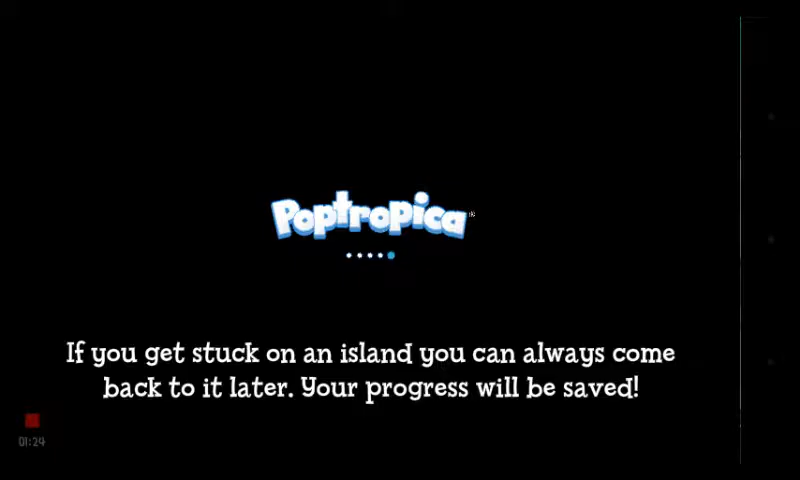 Poptropica®
If you get stuck on an island you can always come
back to it later. Your progress will be saved!
01:24